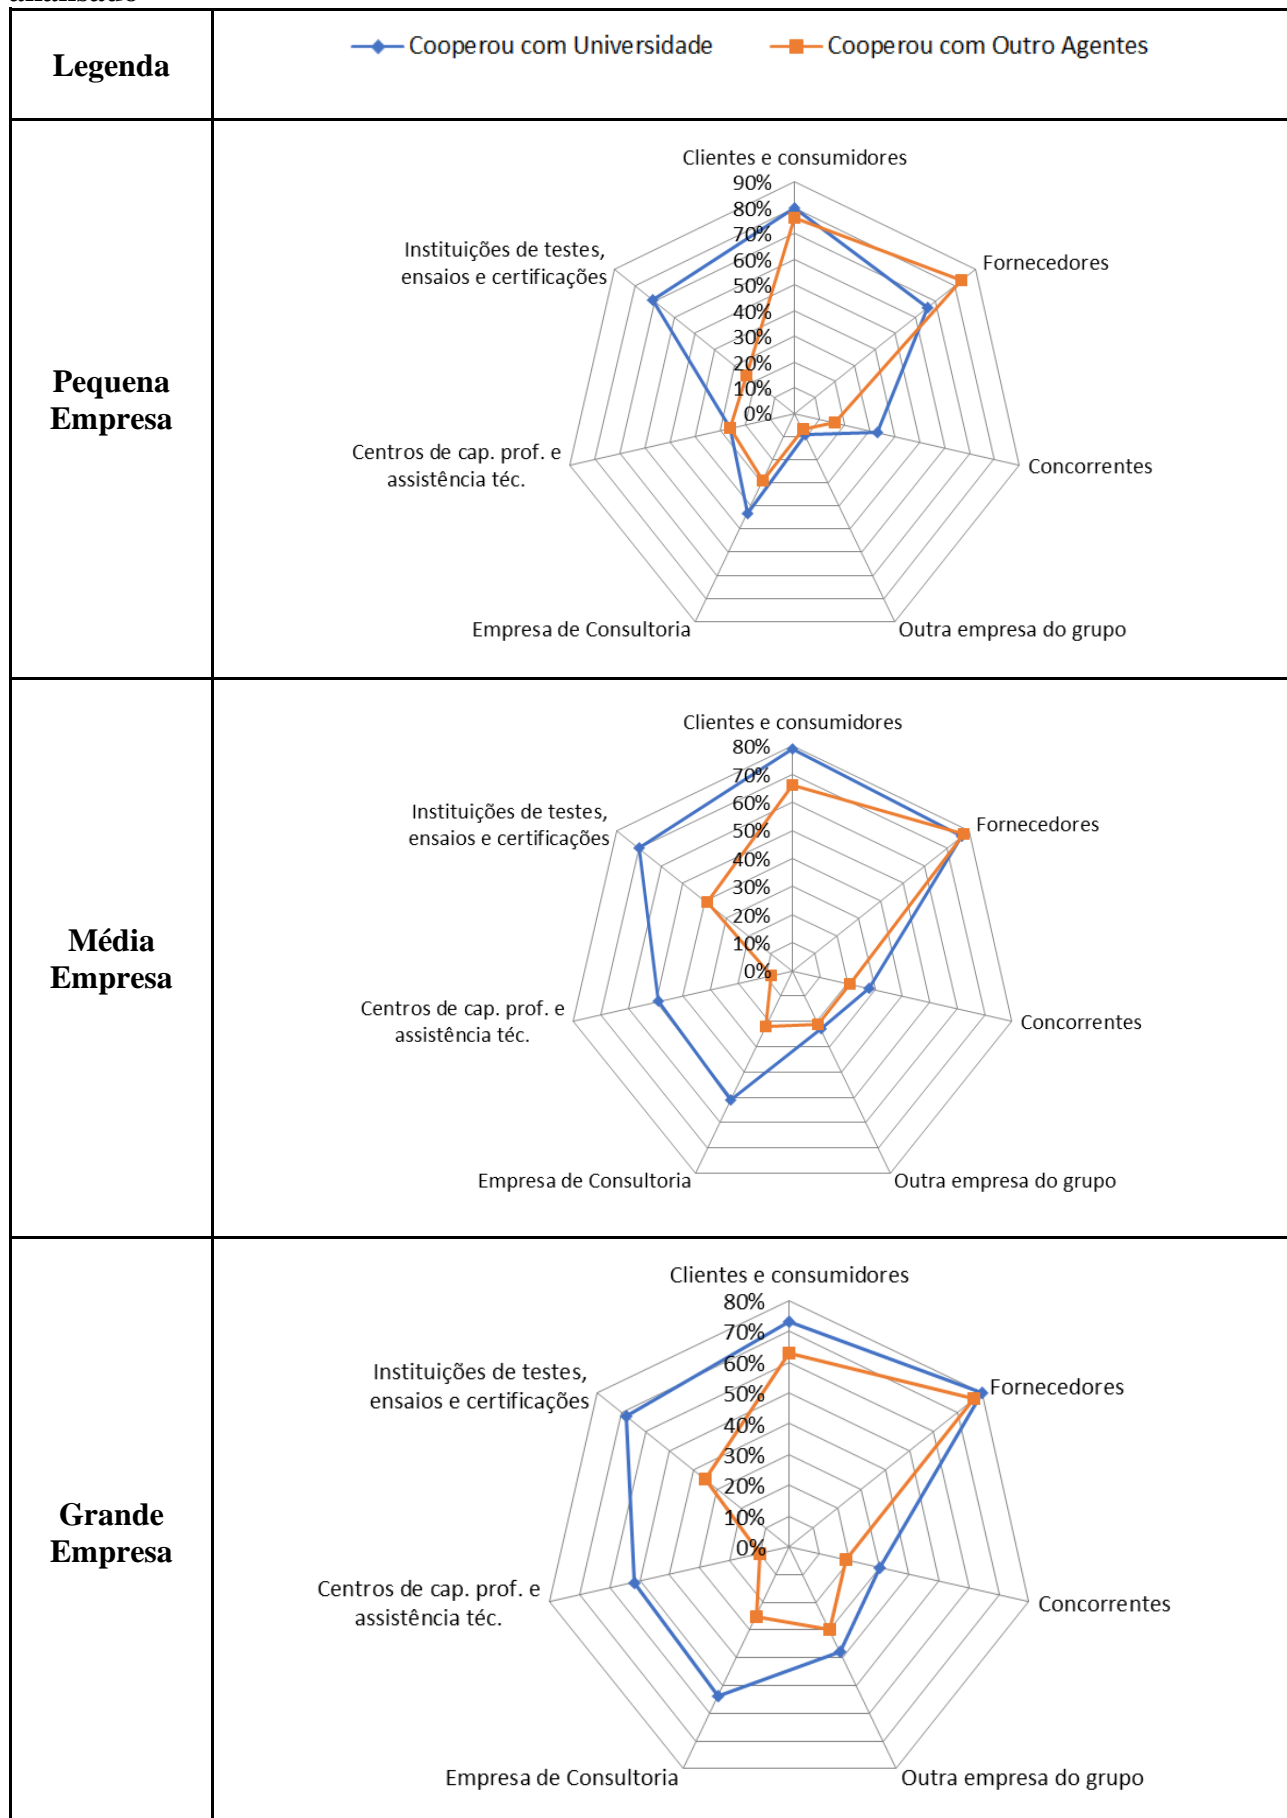 analisado
Legenda
Cooperou com Universidade
Cooperou com Outro Agentes
Pequena
Empresa
Clientes e consumidores
90%
80%
70%
60%
50%
40%
30%
20%
10%
0%
Fornecedores
Concorrentes
Outra empresa do grupo
Empresa de Consultoria
Centros de cap. prof. e
assistência téc.
Instituições de testes,
ensaios e certificações
Média
Empresa
Clientes e consumidores
80%
70%
60%
50%
40%
30%
20%
10%
0%
Fornecedores
Concorrentes
Outra empresa do grupo
Empresa de Consultoria
Centros de cap. prof. e
assistência téc.
Instituições de testes,
ensaios e certificações
Grande
Empresa
Clientes e consumidores
80%
70%
60%
50%
40%
30%
20%
10%
0%
Fornecedores
Concorrentes
Outra empresa do grupo
Empresa de Consultoria
Centros de cap. prof. e
assistência téc.
Instituições de testes,
ensaios e certificações